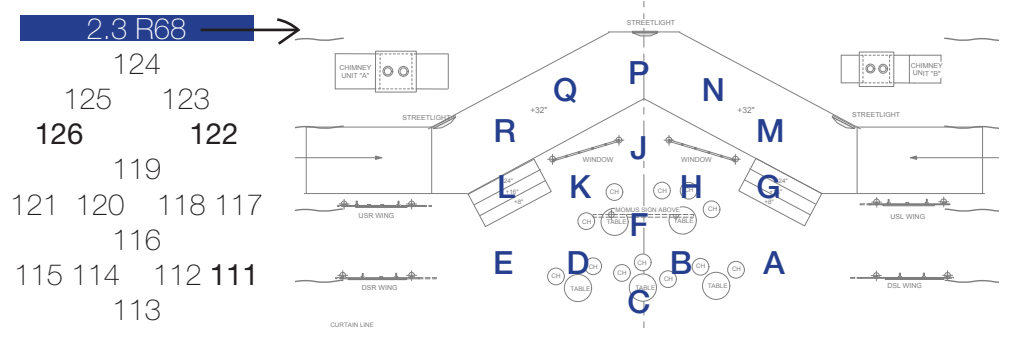 2.3 R68
124
125 123
126 122
119
121 120 118 117
116
115 114 112 111
113
STREETLIGHT
CHIMNEY
UNIT "A"
CHIMNEY
UNIT "B"
P
Q
N
+32"
+32"
STREETLIGHT
STREETLIGHT
R
M
J
WINDOW
WINDOW
L
K
H
G
+24"
+16"
+8"
+24"
+8"
CH
CH
CH
CH
CH
MOMUS SIGN ABOVE
USR WING
USL WING
F
TABLE
TABLE
E
D
B
A
CH
CH
CH
CH
CH
CH
CH
DSR WING
DSL WING
TABLE
TABLE
TABLE
C
CURTAIN LINE